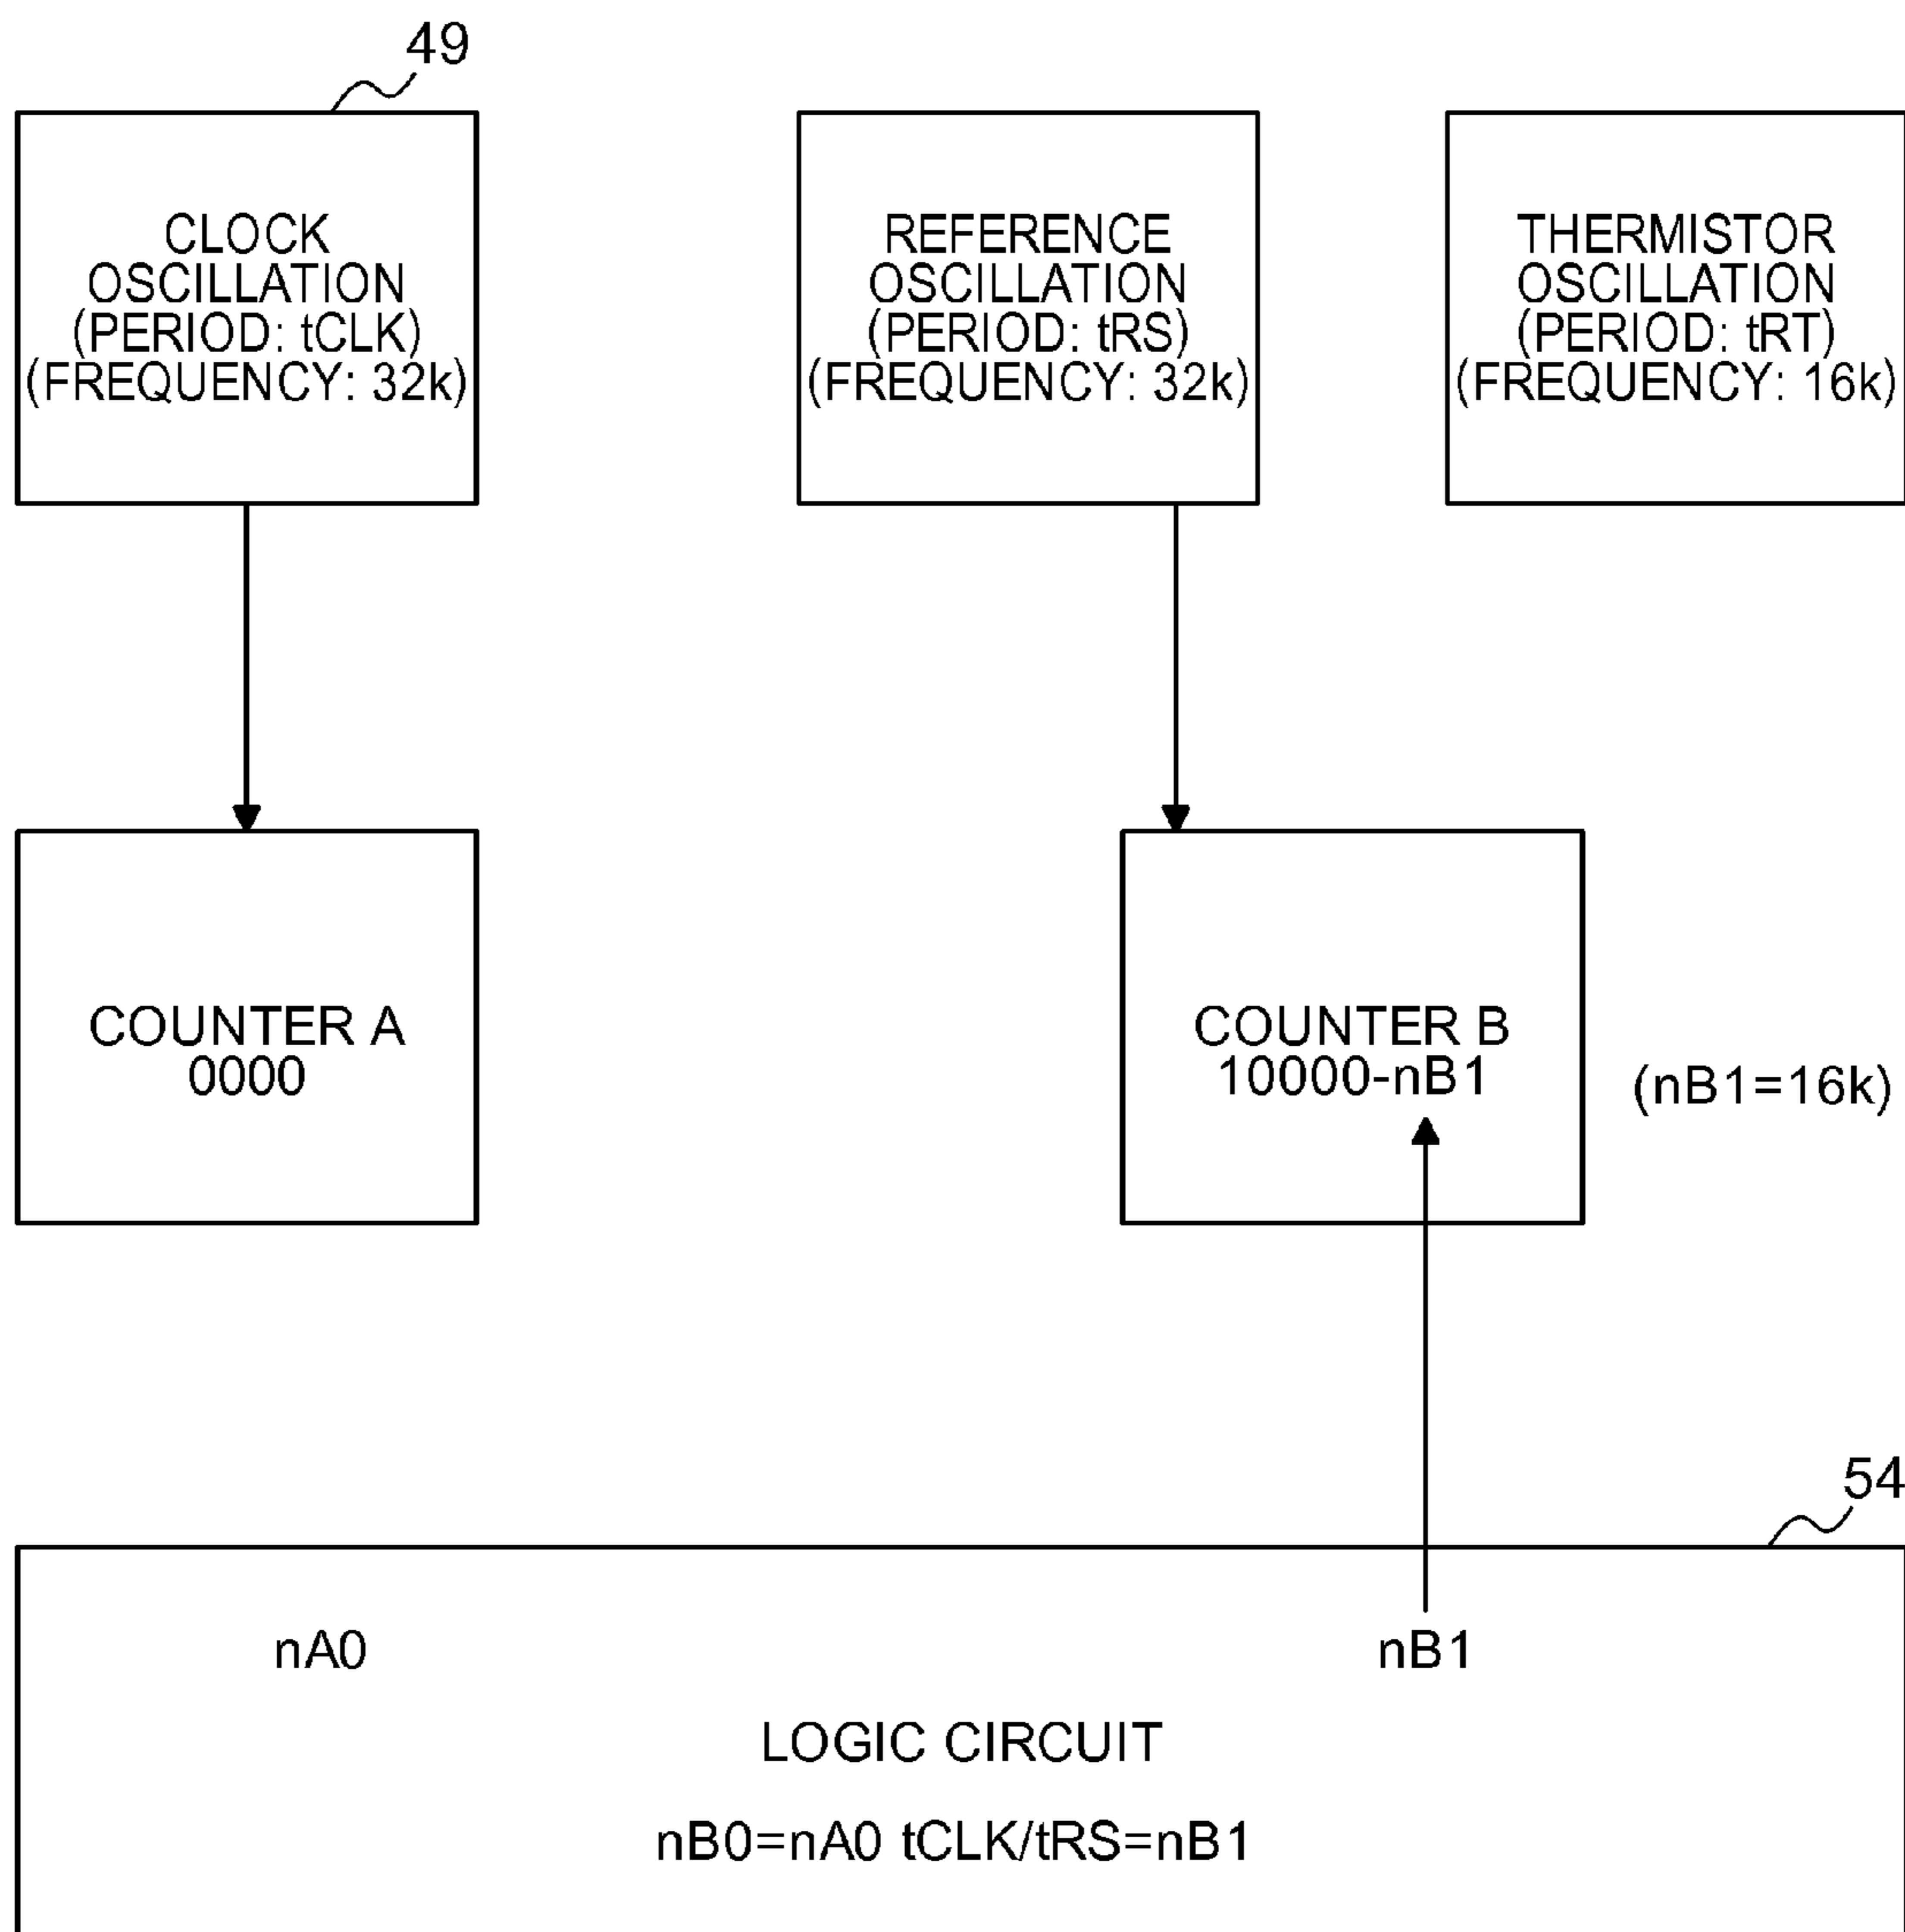 49
CLOCK
OSCILLATION
(PERIOD: tCLK)
(FREQUENCY: 32k)
REFERENCE
OSCILLATION
(PERIOD: tRS)
(FREQUENCY: 32k)
THERMISTOR
OSCILLATION
(PERIOD: tRT)
(FREQUENCY: 16k)
COUNTER A
0000
COUNTER B
10000-nB1
(nB1=16k)
54
nA0
nB1
LOGIC CIRCUIT
nB0=nA0 tCLK/tRS=nB1